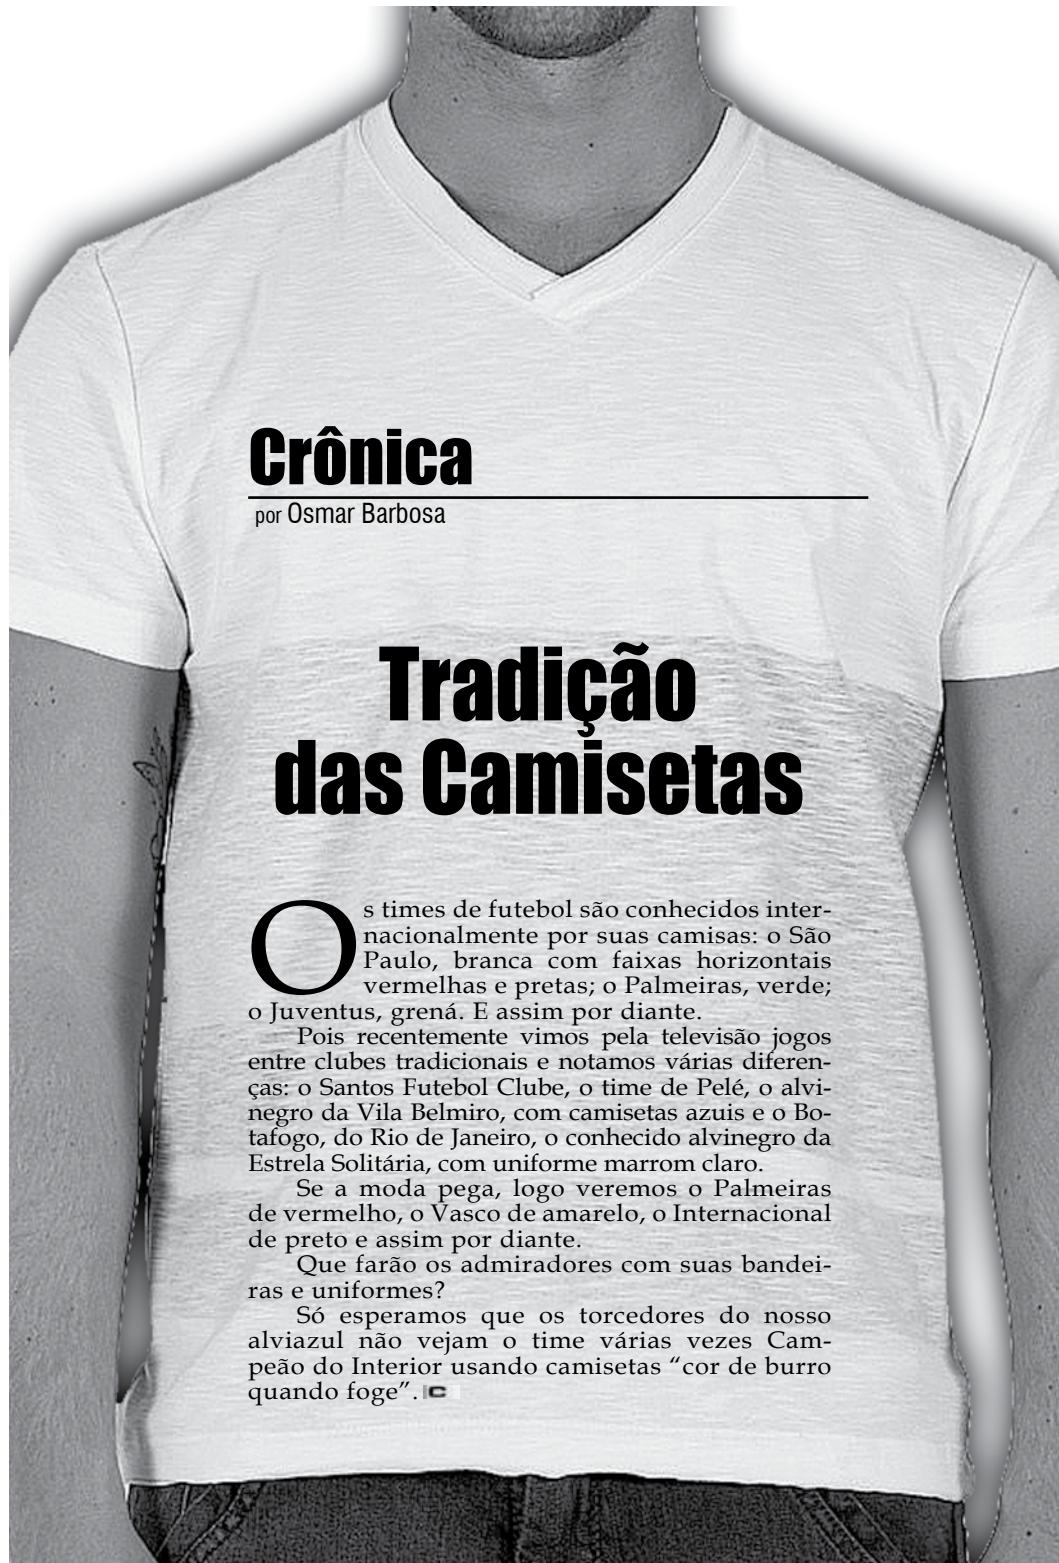 Crônica
por Osmar Barbosa
Tradição
das Camisetas
Os times de futebol são conhecidos inter-
nacionalmente por suas camisas: o São
Paulo, branca com faixas horizontais
vermelhas e pretas; o Palmeiras, verde;
o Juventus, grená. E assim por diante.
Pois recentemente vimos pela televisão jogos
entre clubes tradicionais e notamos várias diferen-
ças: o Santos Futebol Clube, o time de Pelé, o alvi-
negro da Vila Belmiro, com camisetas azuis e o Bo-
tafogo, do Rio de Janeiro, o conhecido alvinegro da
Estrela Solitária, com uniforme marrom claro.
Se a moda pega, logo veremos o Palmeiras
de vermelho, o Vasco de amarelo, o Internacional
de preto e assim por diante.
Que farão os admiradores com suas bandei-
ras e uniformes?
Só esperamos que os torcedores do nosso
alviazul não vejam o time várias vezes Cam-
peão do Interior usando camisetas “cor de burro
quando foge”. IC